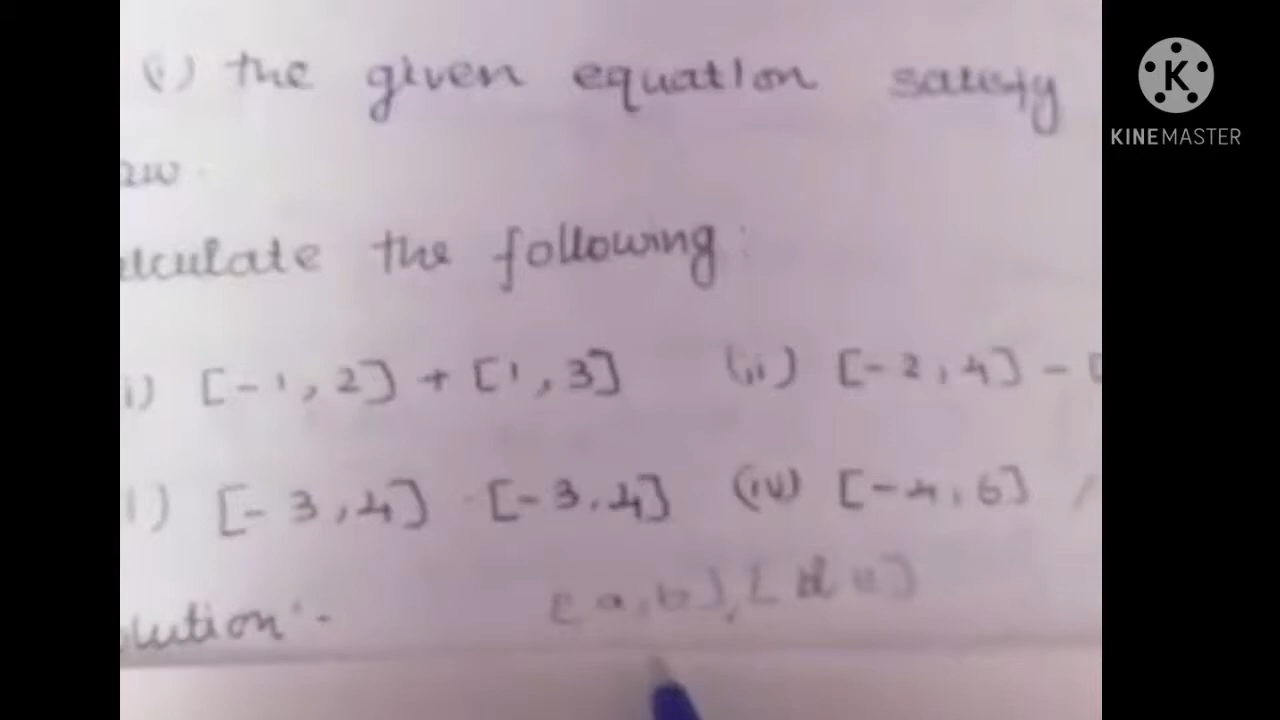 (i) the given equation satisfy
aw.
alculate the following:
i) [-1, 2] + [1, 3] (ii) [-2, 4] - [
i) [-3, 4] · [-3, 4] (iv) [-4, 6] /
olution:-
[a, b], [d e]
KINEMASTER